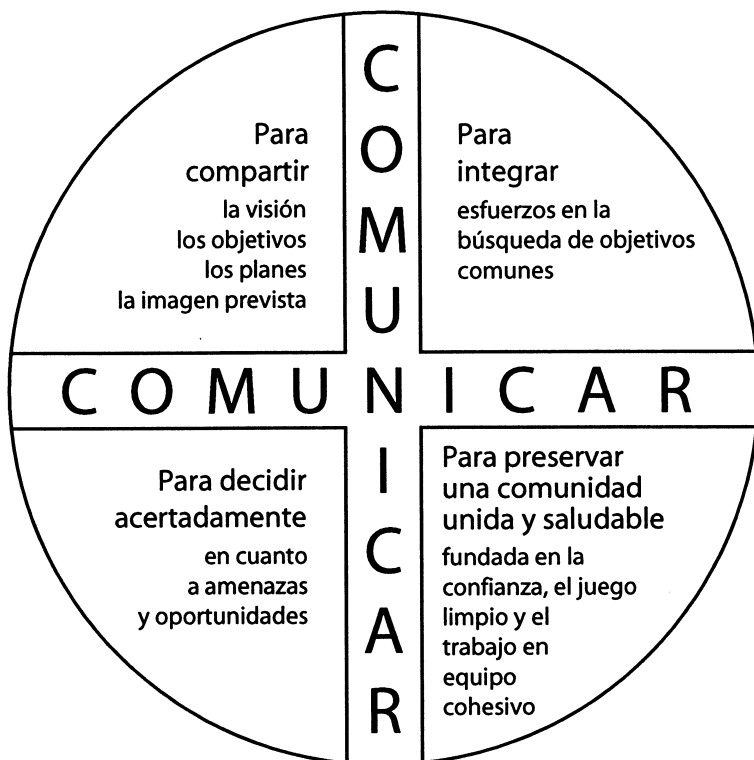 COMUNICAR
Para
compartir
la visión
los objetivos
los planes
la imagen prevista
Para
integrar
esfuerzos en la
búsqueda de objetivos
comunes
COMUNICAR
Para decidir
acertadamente
en cuanto
a amenazas
y oportunidades
Para preservar
una comunidad
unida y saludable
fundada en la
confianza, el juego
limpio y el
trabajo en
equipo
cohesivo